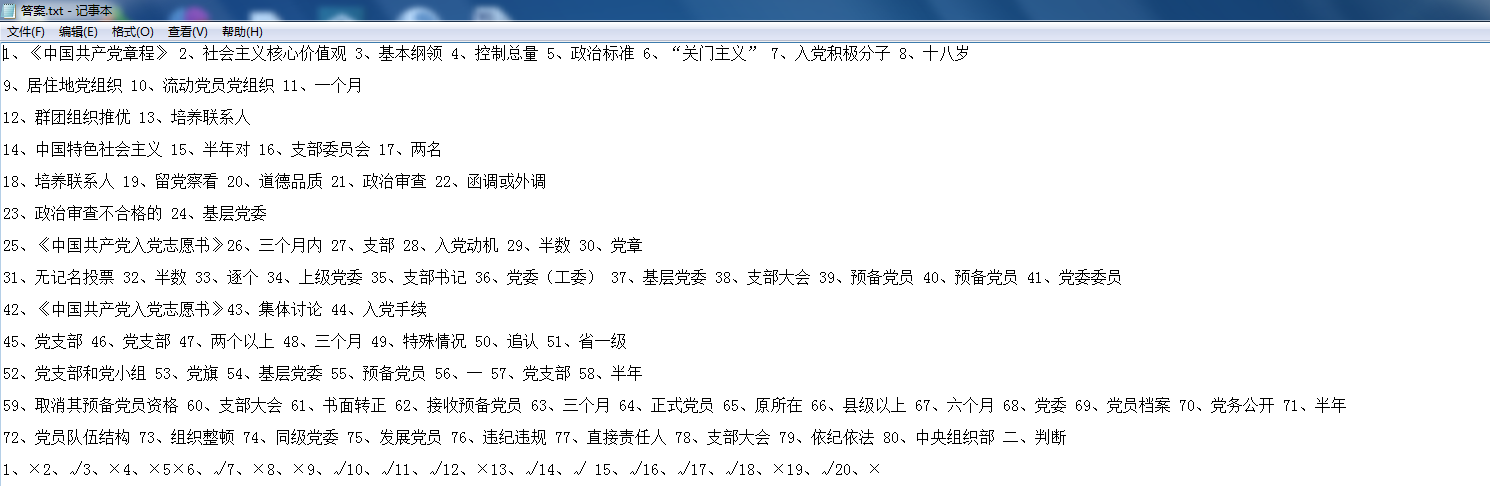 答案.txt - 记事本
文件(F) 编辑(E) 格式(O) 查看(V) 帮助(H)
1、《中国共产党章程》 2、社会主义核心价值观 3、基本纲领 4、控制总量 5、政治标准 6、“关门主义” 7、入党积极分子 8、十八岁
9、居住地党组织 10、流动党员党组织 11、一个月
12、群团组织推优 13、培养联系人
14、中国特色社会主义 15、半年对 16、支部委员会 17、两名
18、培养联系人 19、留党察看 20、道德品质 21、政治审查 22、函调或外调
23、政治审查不合格的 24、基层党委
25、《中国共产党入党志愿书》26、三个月内 27、支部 28、入党动机 29、半数 30、党章
31、无记名投票 32、半数 33、逐个 34、上级党委 35、支部书记 36、党委（工委） 37、基层党委 38、支部大会 39、预备党员 40、预备党员 41、党委委员
42、《中国共产党入党志愿书》43、集体讨论 44、入党手续
45、党支部 46、党支部 47、两个以上 48、三个月 49、特殊情况 50、追认 51、省一级
52、党支部和党小组 53、党旗 54、基层党委 55、预备党员 56、一 57、党支部 58、半年
59、取消其预备党员资格 60、支部大会 61、书面转正 62、接收预备党员 63、三个月 64、正式党员 65、原所在 66、县级以上 67、六个月 68、党委 69、党员档案 70、党务公开 71、半年
72、党员队伍结构 73、组织整顿 74、同级党委 75、发展党员 76、违纪违规 77、直接责任人 78、支部大会 79、依纪依法 80、中央组织部 二、判断
1、×2、√3、×4、×5×6、√7、×8、×9、√10、√11、√12、×13、√14、√ 15、√16、√17、√18、×19、√20、×